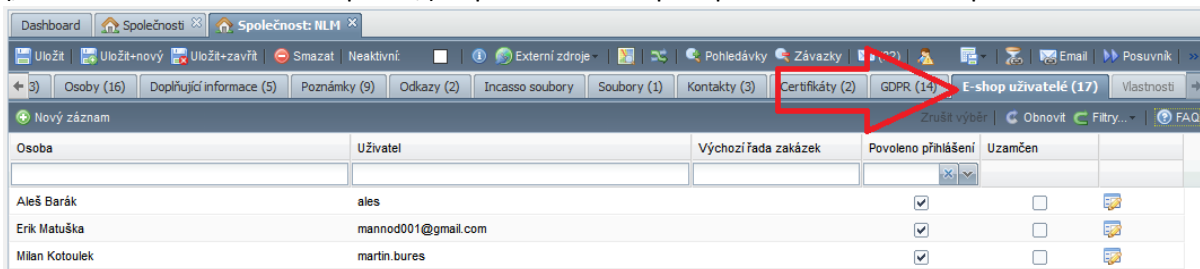 Dashboard Společnosti Společnost: NLM
Uložit Uložit+nový Uložit+zavřít Smazat Neaktivní: Externí zdroje Pohledávky Závazky Email Posuvník »
3) Osoby (16) Doplňující informace (5) Poznámky (9) Odkazy (2) Incasso soubory Soubory (1) Kontakty (3) Certifikáty (2) GDPR (14) E-shop uživatelé (17) Vlastnosti
Nový záznam Zrušit výběr Obnovit Filtry... FAQ
Osoba Uživatel Výchozí řada zakázek Povoleno přihlášení Uzamčen
Aleš Barák ales
Erik Matuška mannod001@gmail.com
Milan Kotoulek martin.bures